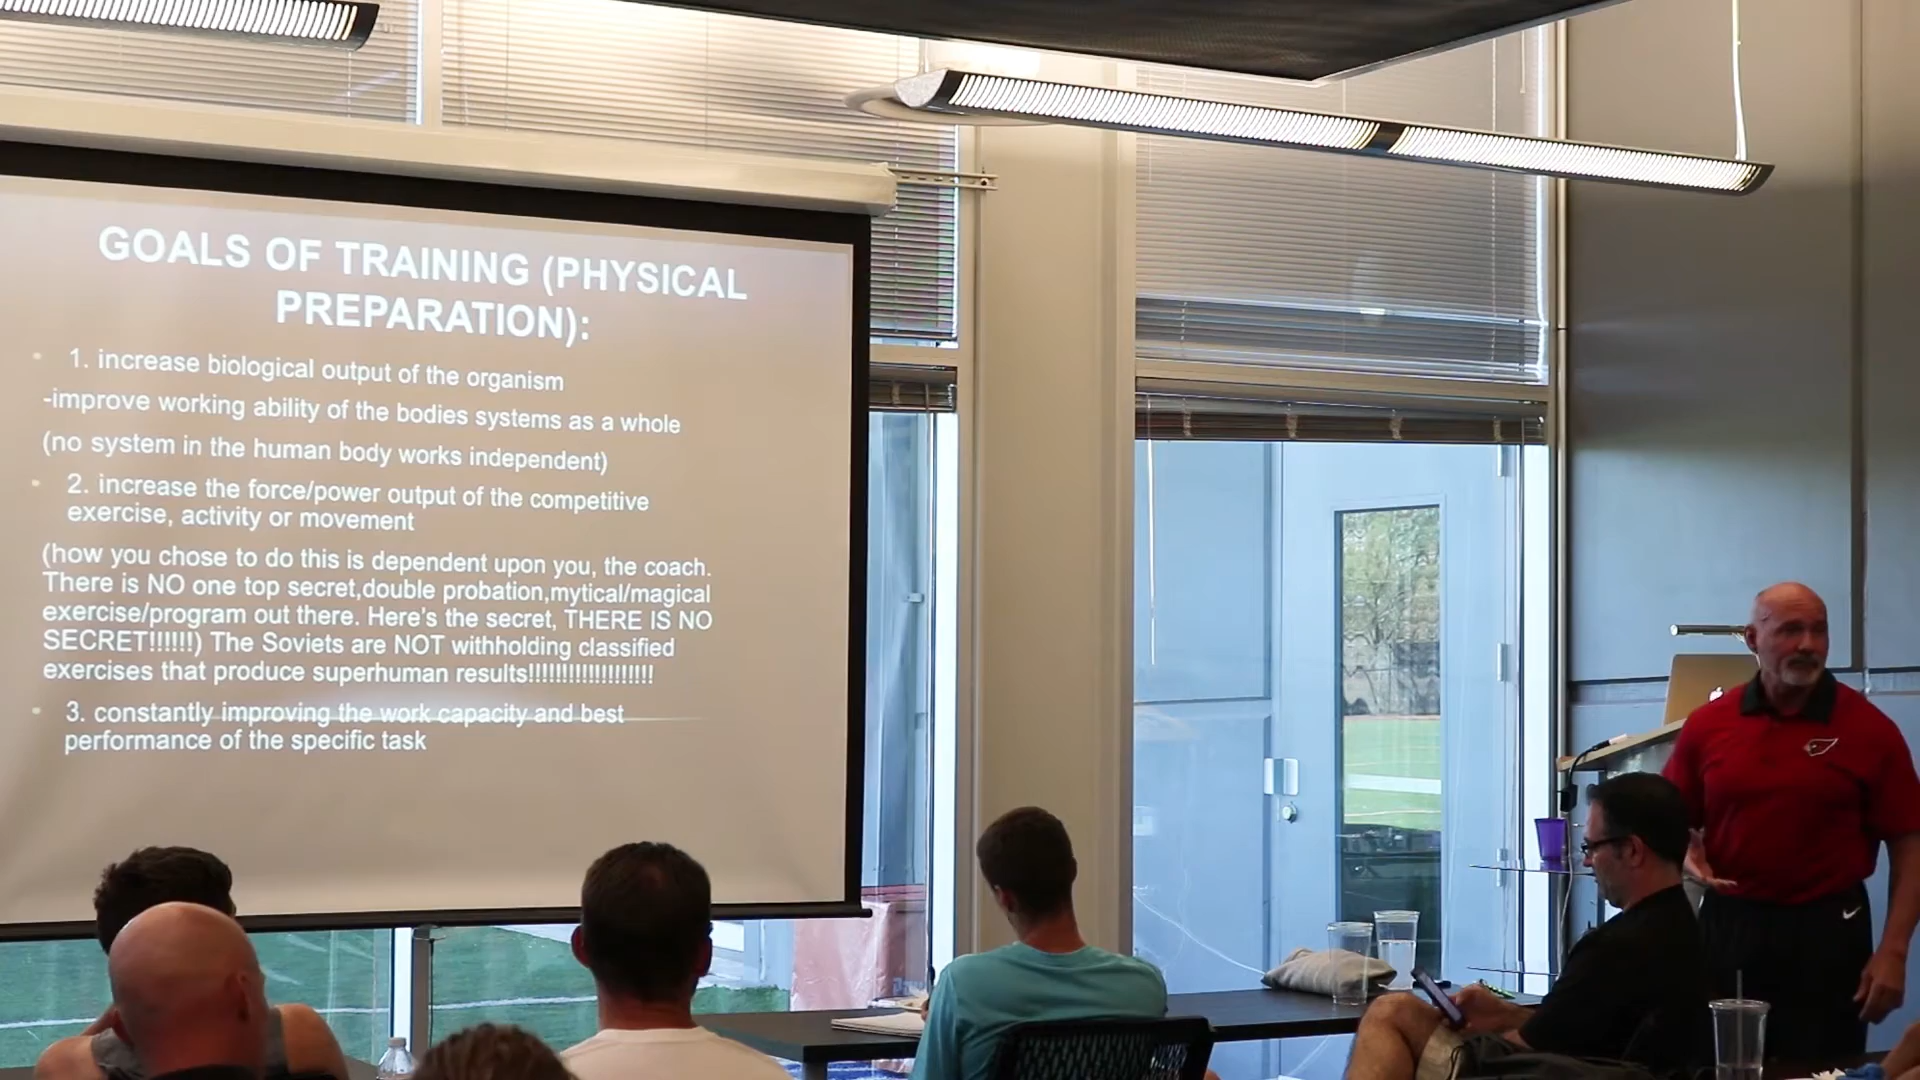 GOALS OF TRAINING (PHYSICAL
PREPARATION):
• 1. increase biological output of the organism
-improve working ability of the bodies systems as a whole
(no system in the human body works independent)
• 2. increase the force/power output of the competitive
exercise, activity or movement
(how you chose to do this is dependent upon you, the coach.
There is NO one top secret,double probation,mytical/magical
exercise/program out there. Here's the secret, THERE IS NO
SECRET!!!!!!) The Soviets are NOT withholding classified
exercises that produce superhuman results!!!!!!!!!!!!!!!!!!!
• 3. constantly improving the work capacity and best
performance of the specific task